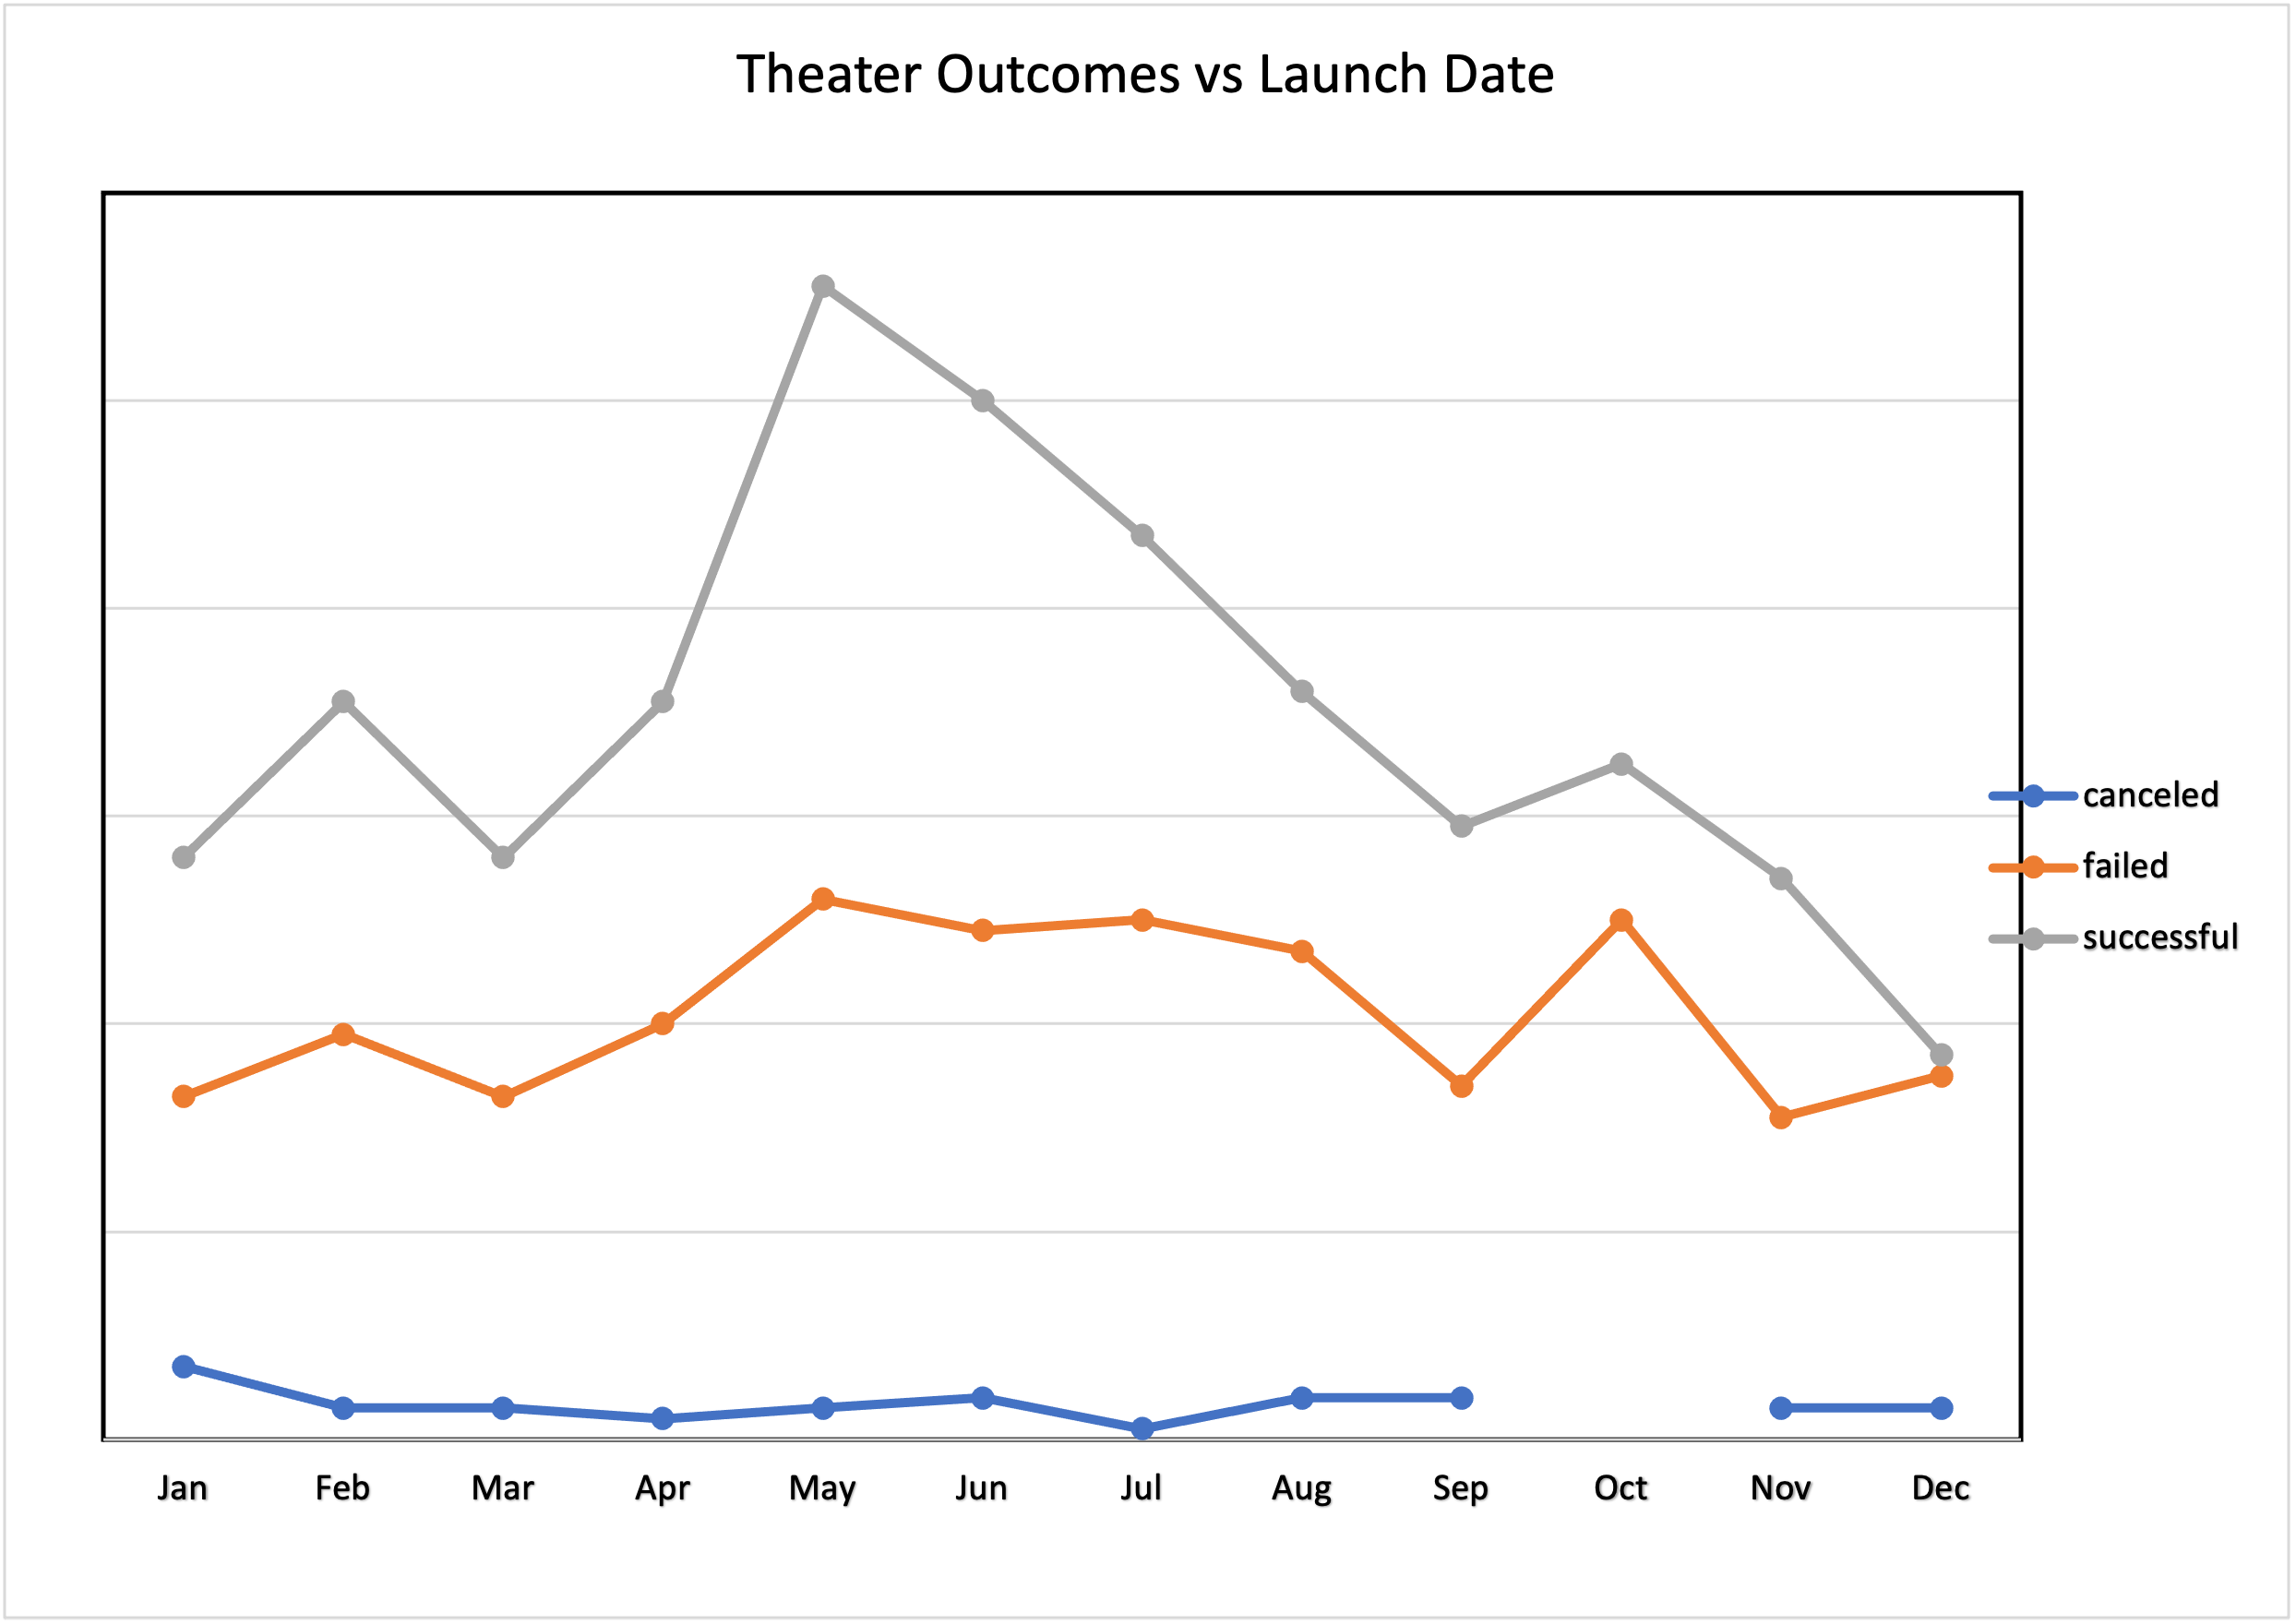 Theater Outcomes vs Launch Date
canceled
failed
successful
Jan Feb Mar Apr May Jun Jul Aug Sep Oct Nov Dec